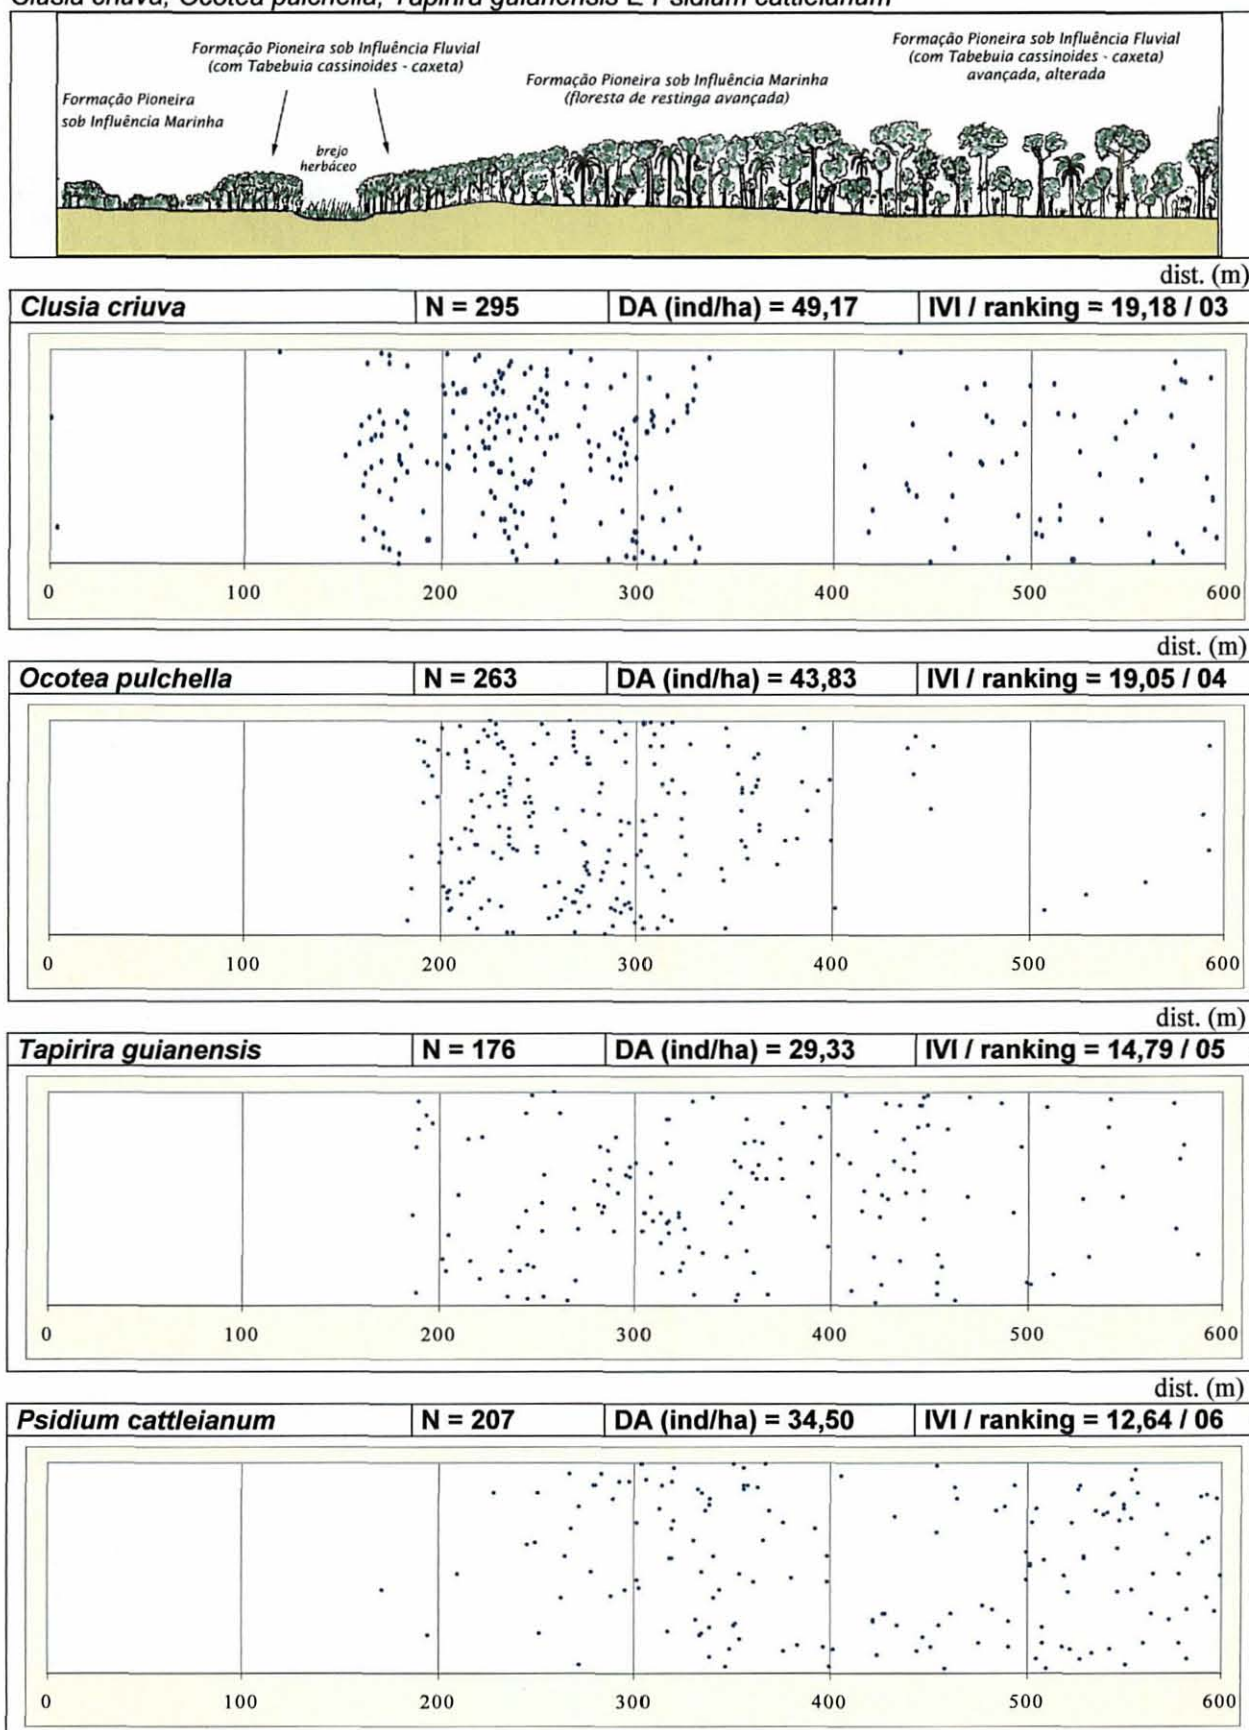 Clusia criuva, Ocotea pulchella, Tapirira guianensis E Psidium cattleianum
Formação Pioneira sob Influência Fluvial
(com Tabebuia cassinoides - caxeta)
Formação Pioneira sob Influência Fluvial
(com Tabebuia cassinoides - caxeta)
avançada, alterada
Formação Pioneira sob Influência Marinha
(floresta de restinga avançada)
Formação Pioneira
sob Influência Marinha
brejo
herbáceo
dist. (m)
Clusia criuva N = 295 DA (ind/ha) = 49,17 IVI / ranking = 19,18 / 03
0 100 200 300 400 500 600
dist. (m)
Ocotea pulchella N = 263 DA (ind/ha) = 43,83 IVI / ranking = 19,05 / 04
0 100 200 300 400 500 600
dist. (m)
Tapirira guianensis N = 176 DA (ind/ha) = 29,33 IVI / ranking = 14,79 / 05
0 100 200 300 400 500 600
dist. (m)
Psidium cattleianum N = 207 DA (ind/ha) = 34,50 IVI / ranking = 12,64 / 06
0 100 200 300 400 500 600